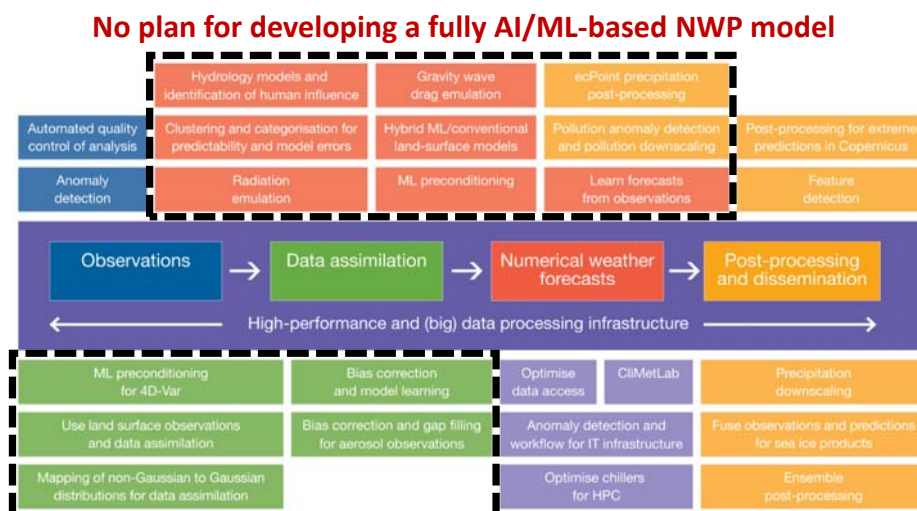 No plan for developing a fully AI/ML-based NWP model
Hydrology models and
identification of human influence
Gravity wave
drag emulation
ecPoint precipitation
post-processing
Automated quality
control of analysis
Clustering and categorisation for
predictability and model errors
Hybrid ML/conventional
land-surface models
Pollution anomaly detection
and pollution downscaling
Post-processing for extreme
predictions in Copernicus
Anomaly
detection
Radiation
emulation
ML preconditioning
Learn forecasts
from observations
Feature
detection
Observations
Data assimilation
Numerical weather
forecasts
Post-processing
and dissemination
High-performance and (big) data processing infrastructure
ML preconditioning
for 4D-Var
Bias correction
and model learning
Optimise
data access
CliMetLab
Precipitation
downscaling
Use land surface observations
and data assimilation
Bias correction and gap filling
for aerosol observations
Anomaly detection and
workflow for IT infrastructure
Fuse observations and predictions
for sea ice products
Mapping of non-Gaussian to Gaussian
distributions for data assimilation
Optimise chillers
for HPC
Ensemble
post-processing